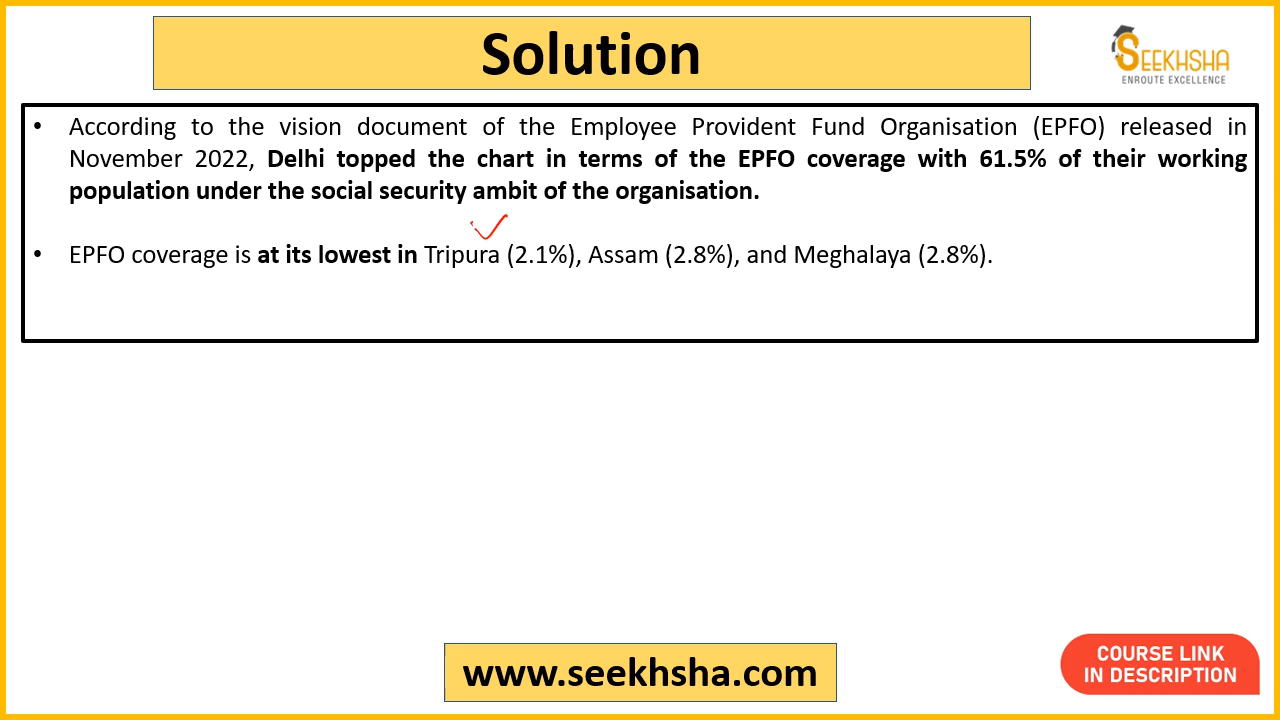 Solution
SEEKHSHA
ENROUTE EXCELLENCE
• According to the vision document of the Employee Provident Fund Organisation (EPFO) released in
November 2022, Delhi topped the chart in terms of the EPFO coverage with 61.5% of their working
population under the social security ambit of the organisation.
• EPFO coverage is at its lowest in Tripura (2.1%), Assam (2.8%), and Meghalaya (2.8%).
www.seekhsha.com
COURSE LINK
IN DESCRIPTION